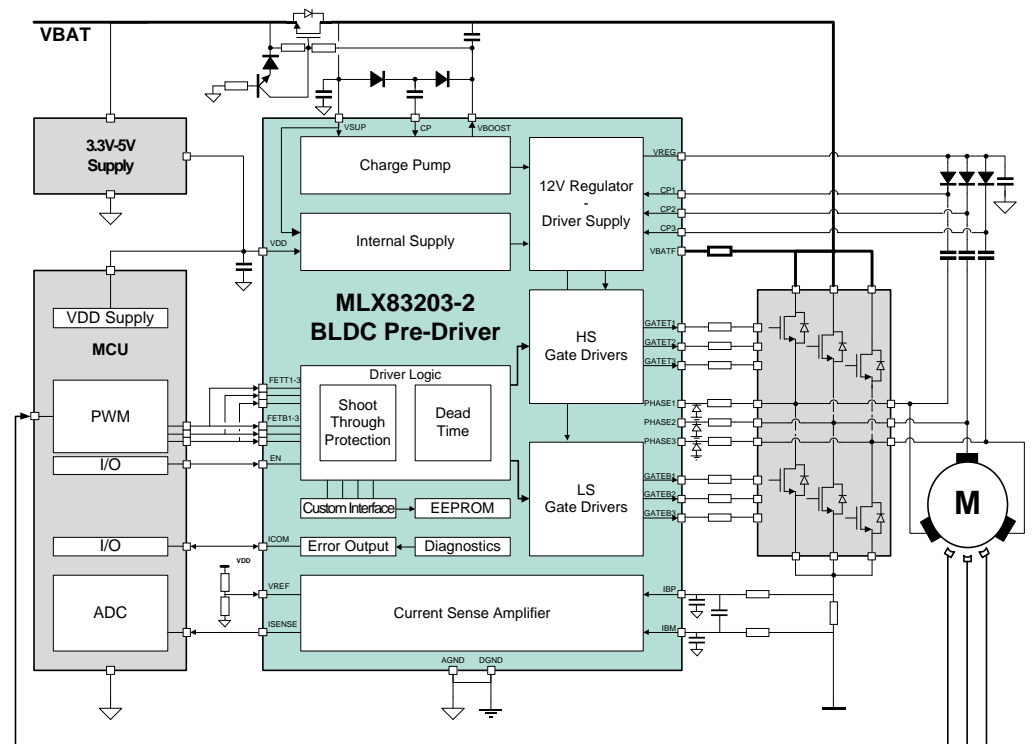 VBAT
3.3V-5V
Supply
VSUP
CP
VBOOST
Charge Pump
12V Regulator
-
Driver Supply
VREG
CP1
CP2
CP3
VBATF
VDD
Internal Supply
MLX83203-2
BLDC Pre-Driver
VDD Supply
MCU
HS
Gate Drivers
GATET1
GATET2
GATET3
Driver Logic
FETT1-3
PWM
Shoot
Through
Protection
Dead
Time
PHASE1
PHASE2
PHASE3
FETB1-3
I/O
EN
LS
Gate Drivers
GATEB1
GATEB2
GATEB3
M
Custom Interface
EEPROM
I/O
ICOM
Error Output
Diagnostics
VDD
ADC
VREF
ISENSE
Current Sense Amplifier
IBP
IBM
AGND
DGND